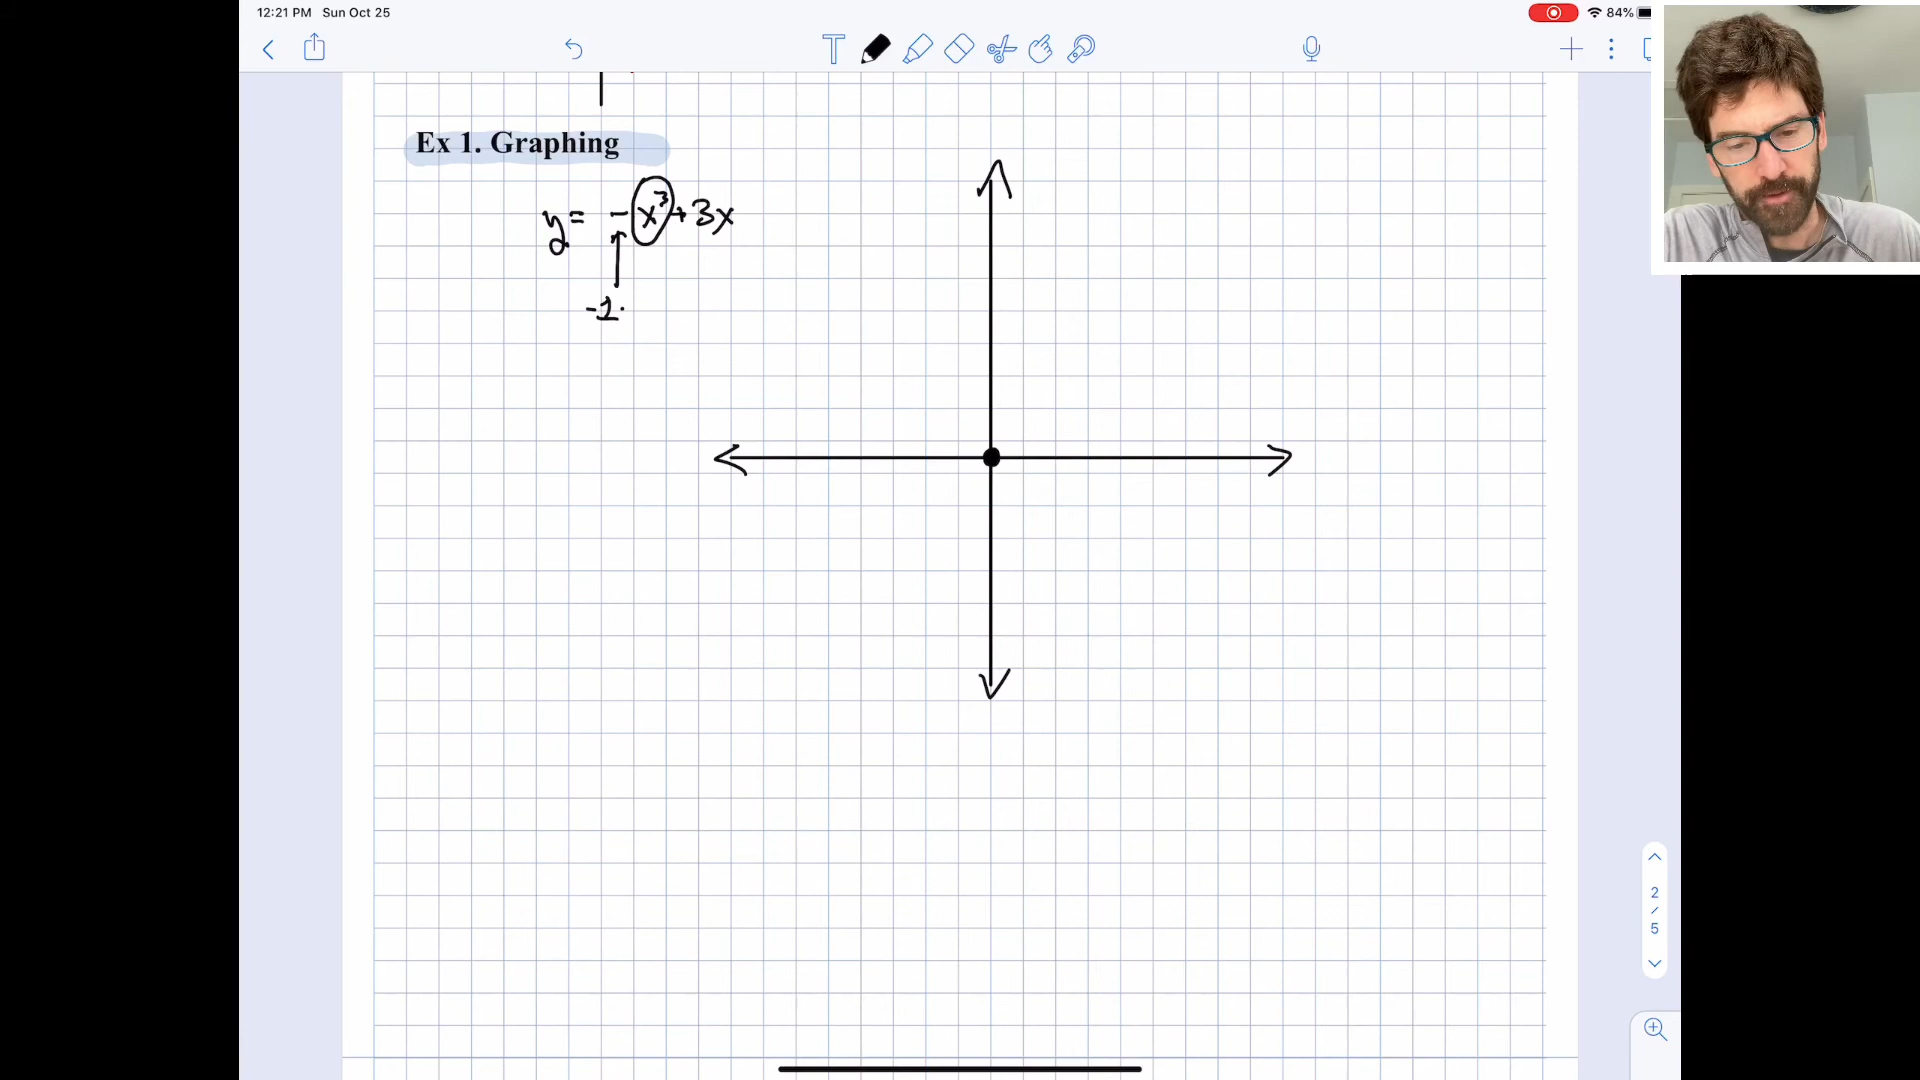 12:21 PM Sun Oct 25
84%
T
Ex 1. Graphing
y = -x³+3x
-1·
2
/
5